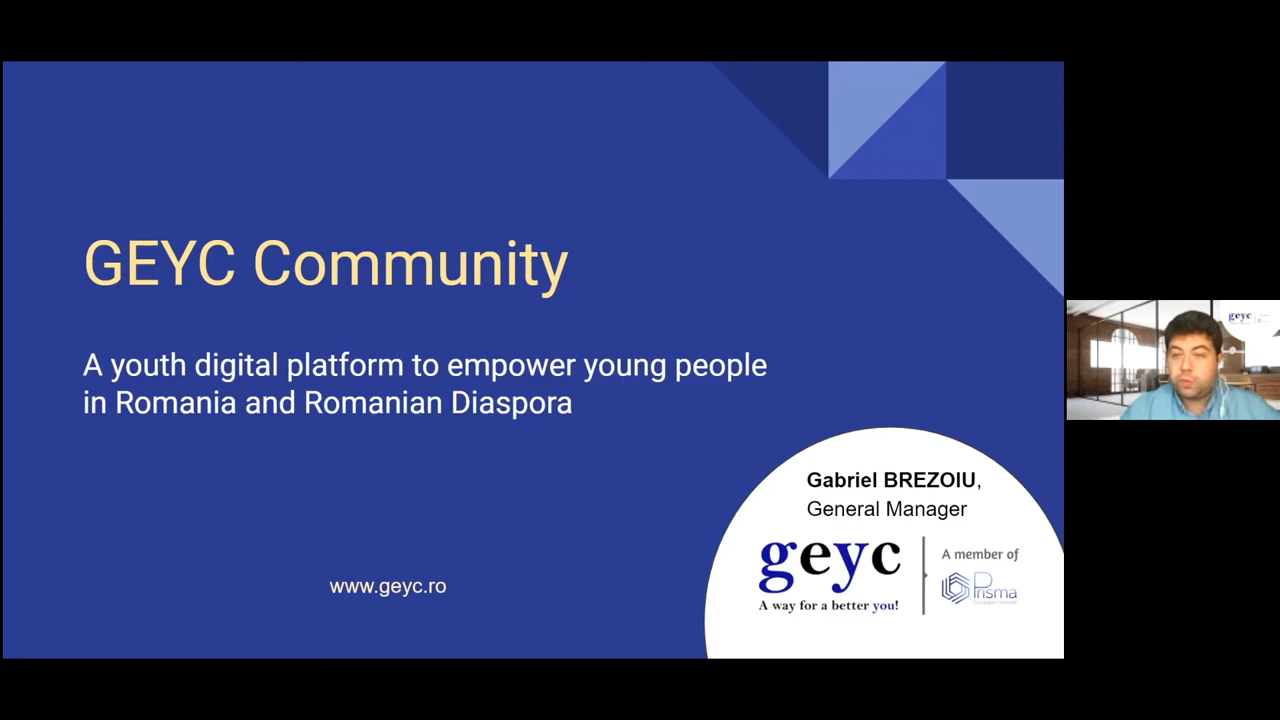 GEYC Community
A youth digital platform to empower young people
in Romania and Romanian Diaspora
Gabriel BREZOIU,
General Manager
geyc
A way for a better you!
A member of
Prisma
www.geyc.ro
geyc